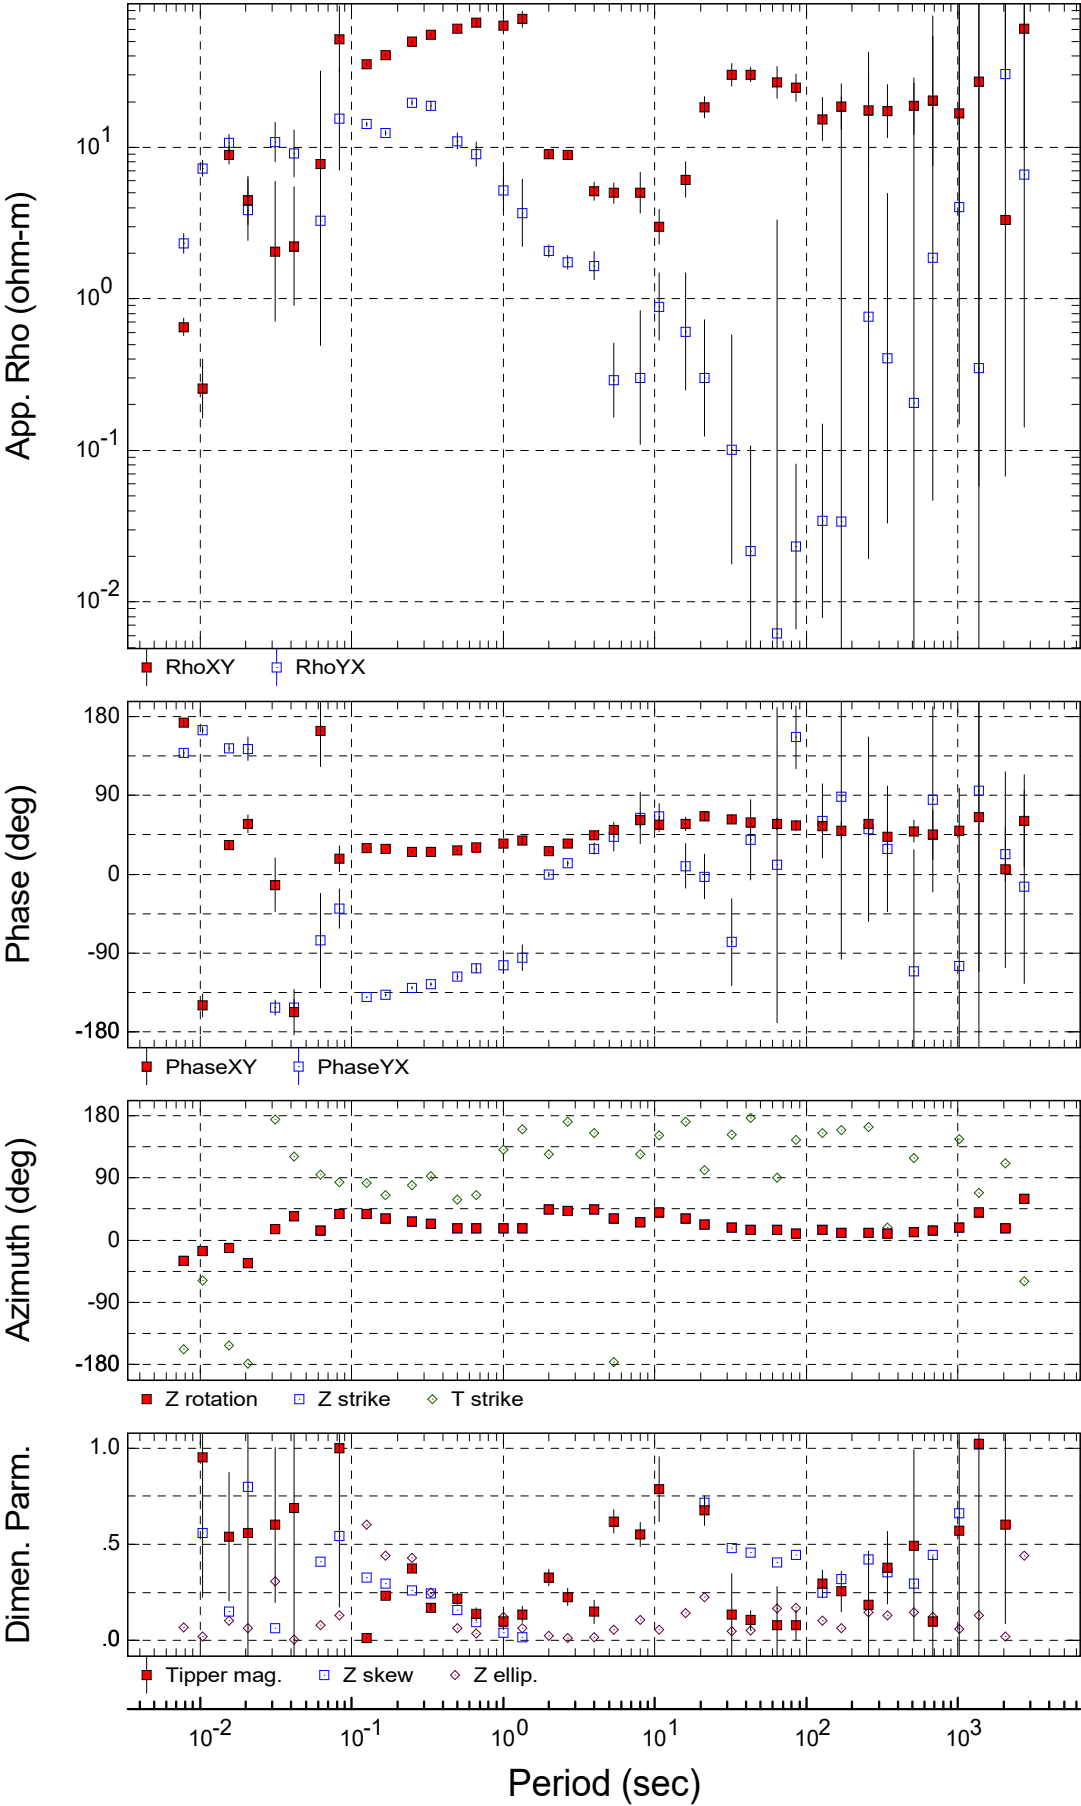 App. Rho (ohm-m)
10^1
10^0
10^-1
10^-2
RhoXY RhoYX
Phase (deg)
180
90
0
-90
-180
PhaseXY PhaseYX
Azimuth (deg)
180
90
0
-90
-180
Z rotation Z strike T strike
Dimen. Parm.
1.0
.5
.0
Tipper mag. Z skew Z ellip.
10^-2 10^-1 10^0 10^1 10^2 10^3
Period (sec)